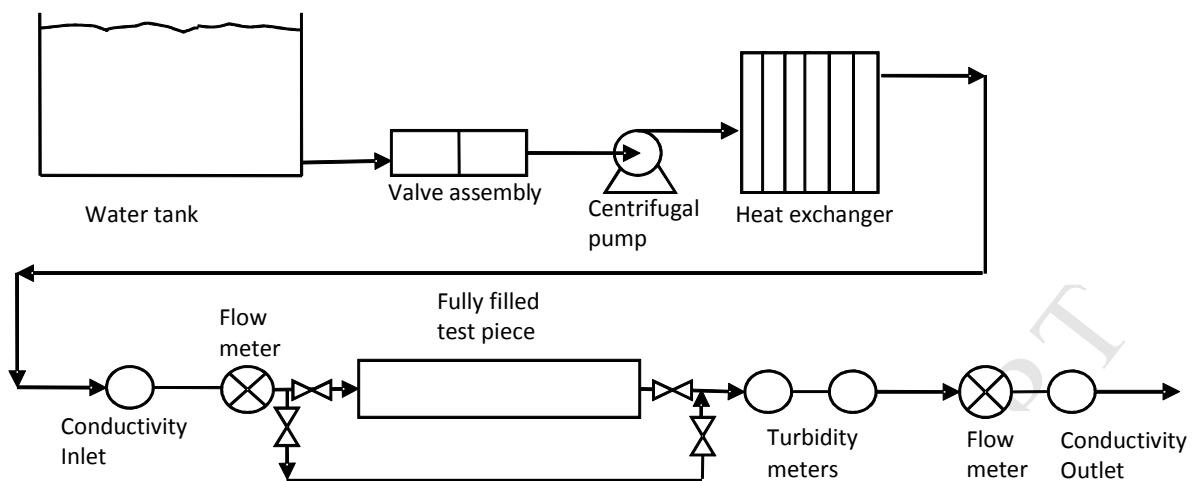 Water tank
Valve assembly
Centrifugal
pump
Heat exchanger
Fully filled
test piece
Flow
meter
Conductivity
Inlet
Turbidity
meters
Flow
meter
Conductivity
Outlet
PT